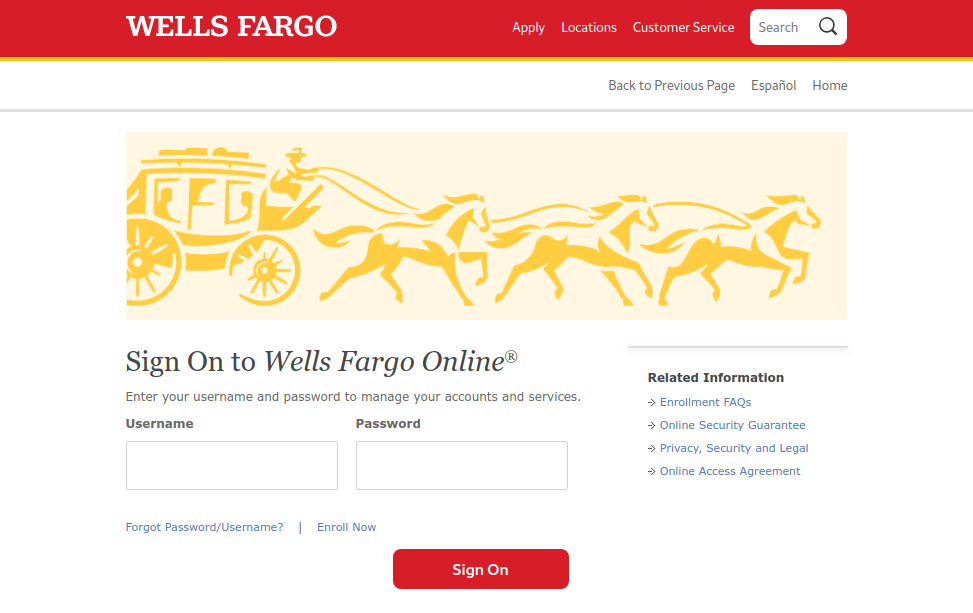 WELLS FARGO
Apply Locations Customer Service Search
Back to Previous Page Español Home
Sign On to Wells Fargo Online®
Enter your username and password to manage your accounts and services.
Username Password
Forgot Password/Username? | Enroll Now
Sign On
Related Information
Enrollment FAQs
Online Security Guarantee
Privacy, Security and Legal
Online Access Agreement